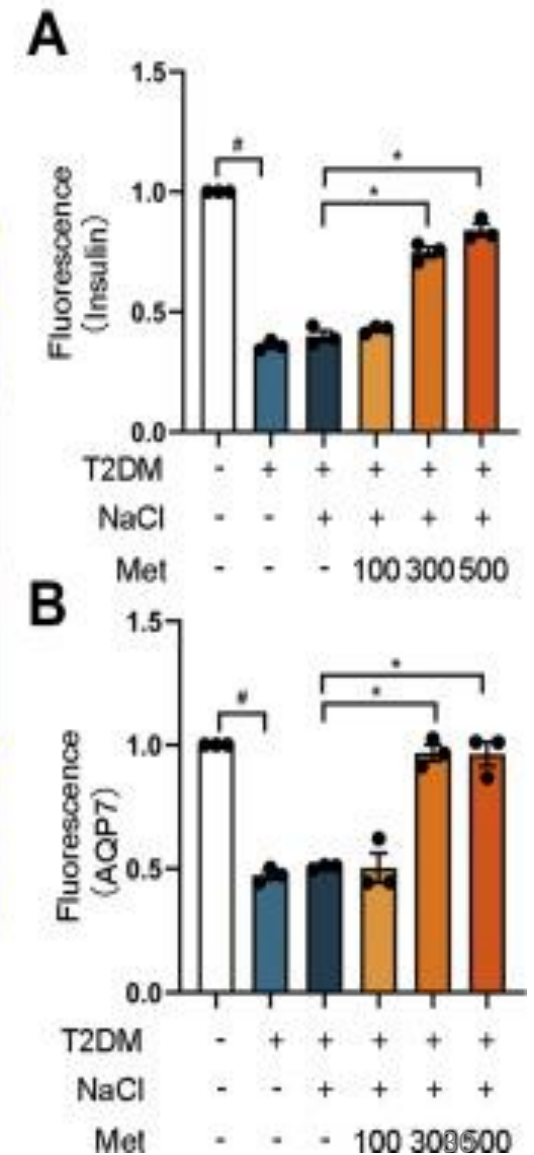 A
1.5
1.0
0.5
0.0
Fluorescence
(Insulin)
#
*
*
T2DM - + + + + +
NaCl - - + + + +
Met - - - 100 300 500
B
1.5
1.0
0.5
0.0
Fluorescence
(AQP7)
#
*
*
T2DM - + + + + +
NaCl - - + + + +
Met - - - 100 500